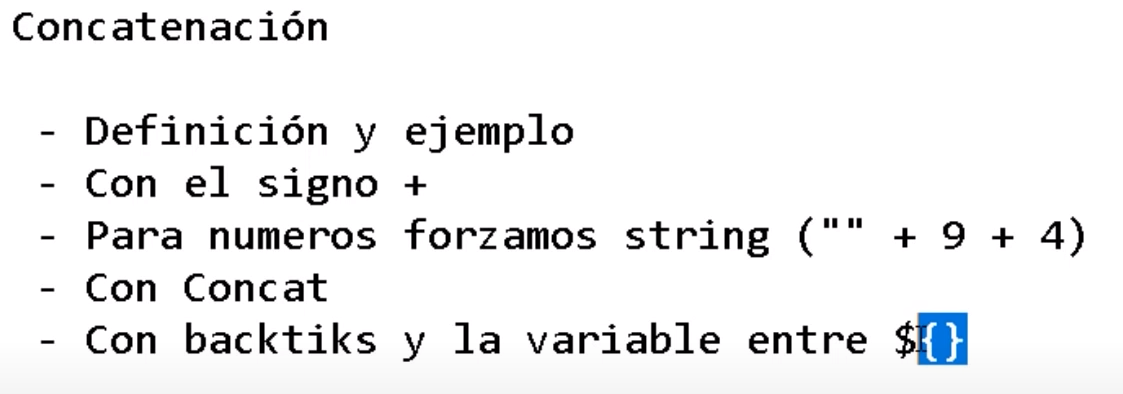 Concatenación
- Definición y ejemplo
- Con el signo +
- Para numeros forzamos string ("" + 9 + 4)
- Con Concat
- Con backtiks y la variable entre ${}